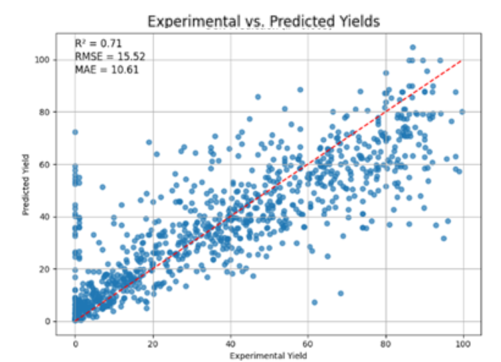 Experimental vs. Predicted Yields
R² = 0.71
RMSE = 15.52
MAE = 10.61
100
80
60
40
20
0
Predicted Yield
0 20 40 60 80 100
Experimental Yield